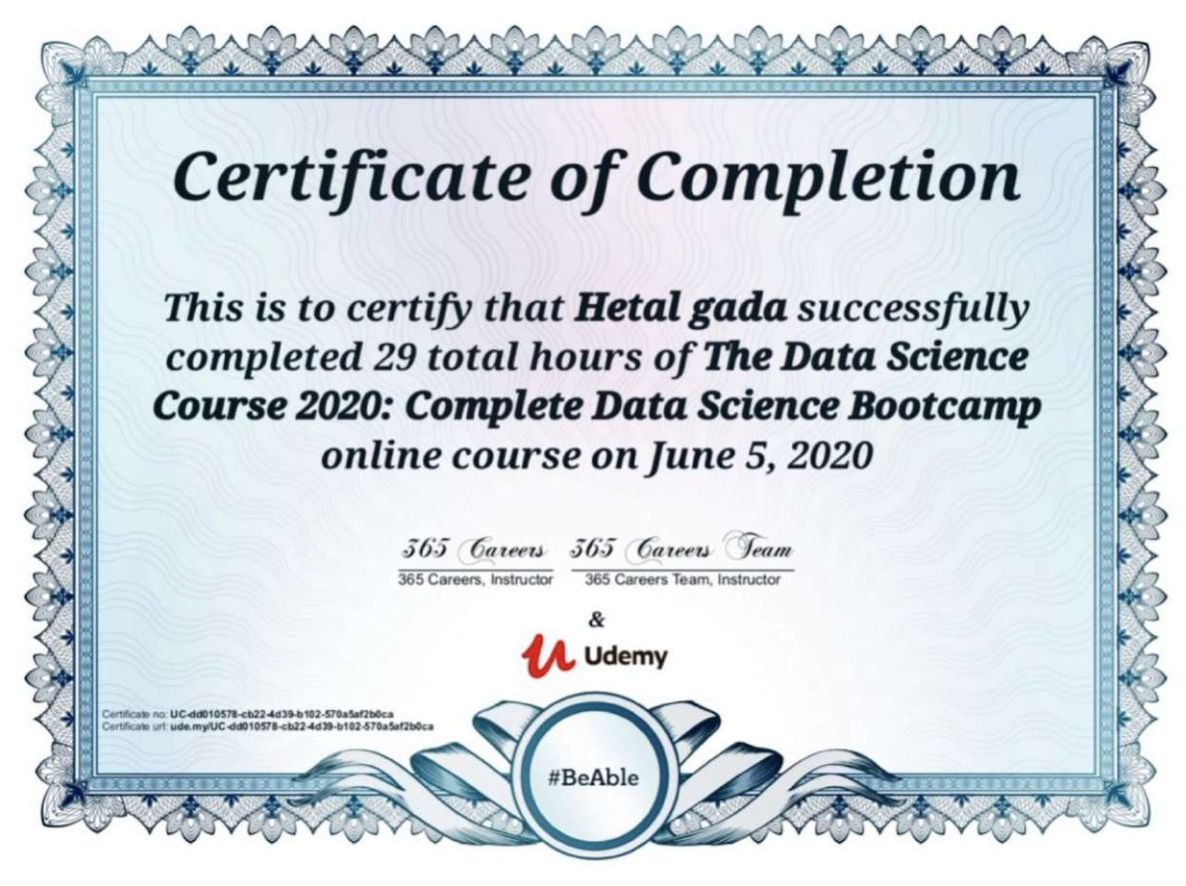 Certificate of Completion
This is to certify that Hetal gada successfully
completed 29 total hours of The Data Science
Course 2020: Complete Data Science Bootcamp
online course on June 5, 2020
365 Careers 365 Careers Team
365 Careers, Instructor 365 Careers Team, Instructor
&
Udemy
Certificate no: UC-dd010578-cb22-4d39-b102-570a5af2b0ca
Certificate url: ude.my/UC-dd010578-cb22-4d39-b102-570a5af2b0ca
#BeAble